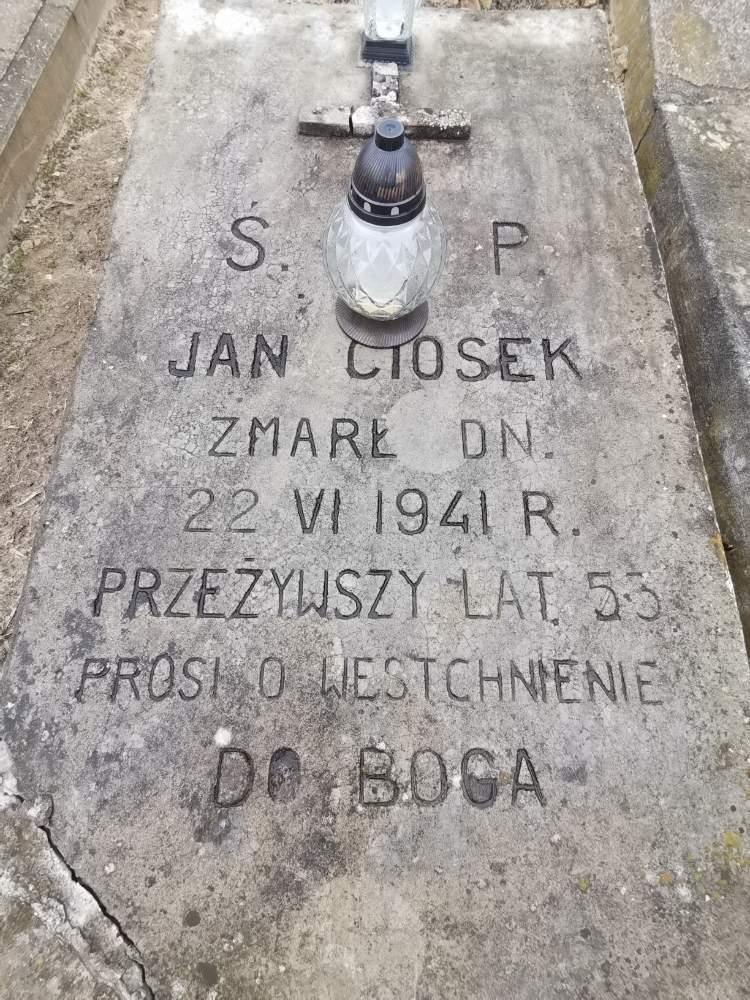 Ś. P.
JAN CIOSEK
ZMARŁ DN.
22 VI 1941 R.
PRZEŻYWSZY LAT. 53
PROSI O WESTCHNIENIE
DO BOGA